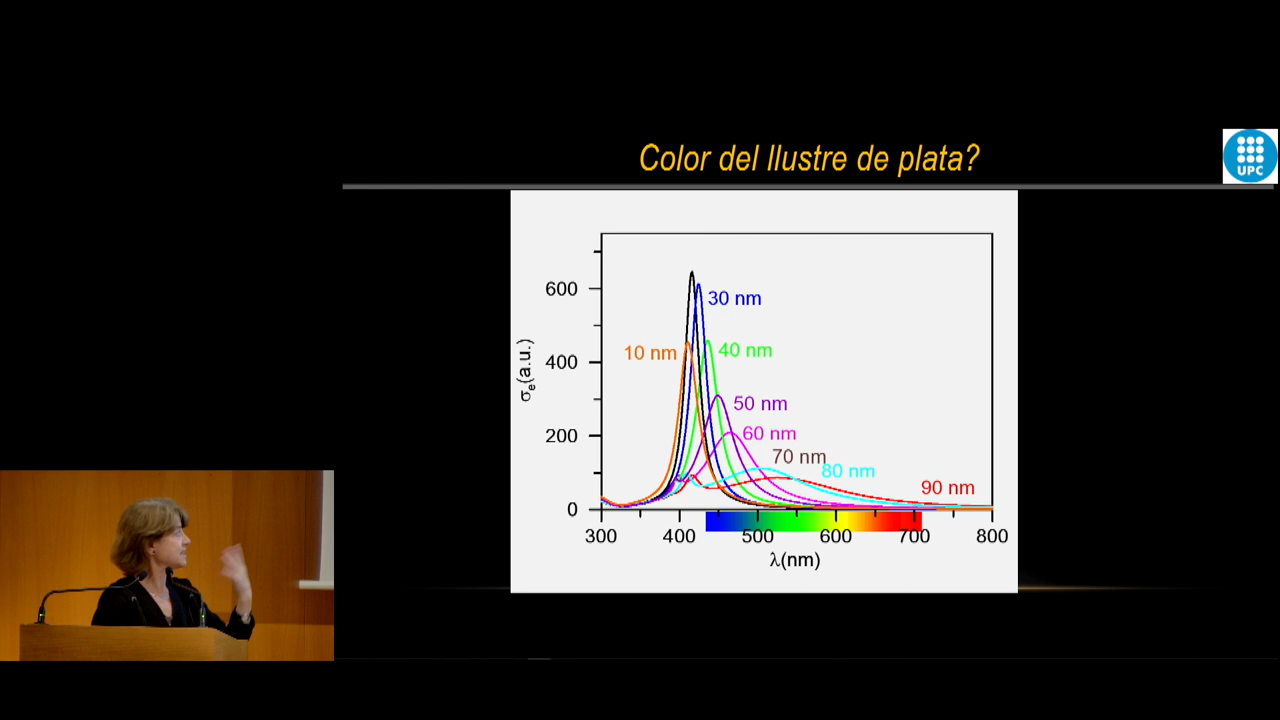 Color del llustre de plata?
UPC
600
400
200
0
σe(a.u.)
30 nm
10 nm
40 nm
50 nm
60 nm
70 nm
80 nm
90 nm
300 400 500 600 700 800
λ(nm)